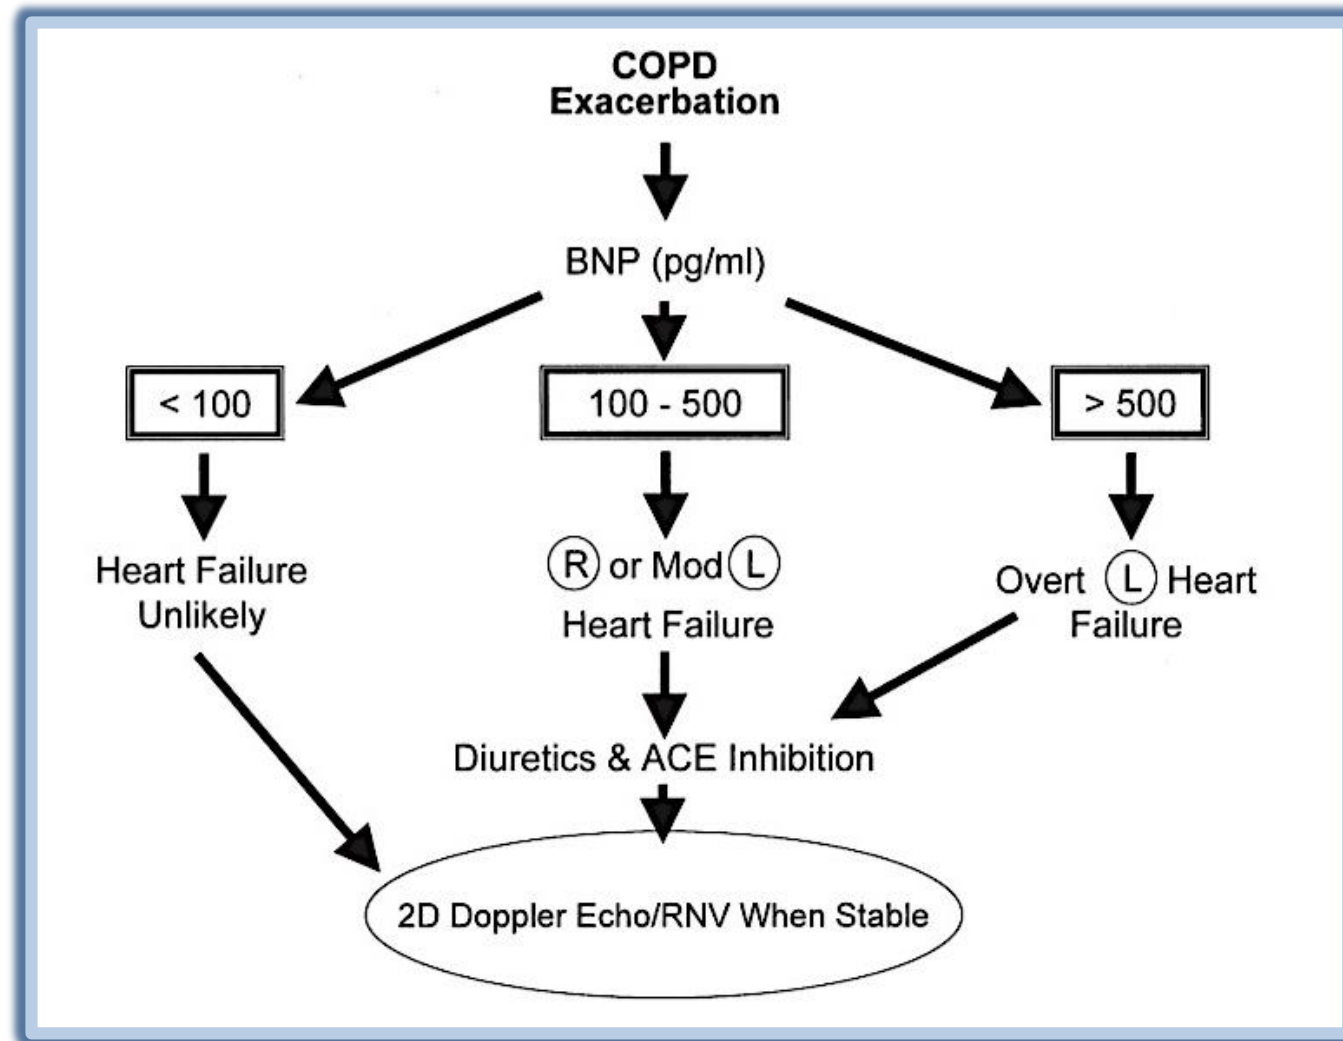 COPD
Exacerbation
BNP (pg/ml)
< 100
100 - 500
> 500
Heart Failure
Unlikely
R or Mod L
Heart Failure
Overt L Heart
Failure
Diuretics & ACE Inhibition
2D Doppler Echo/RNV When Stable